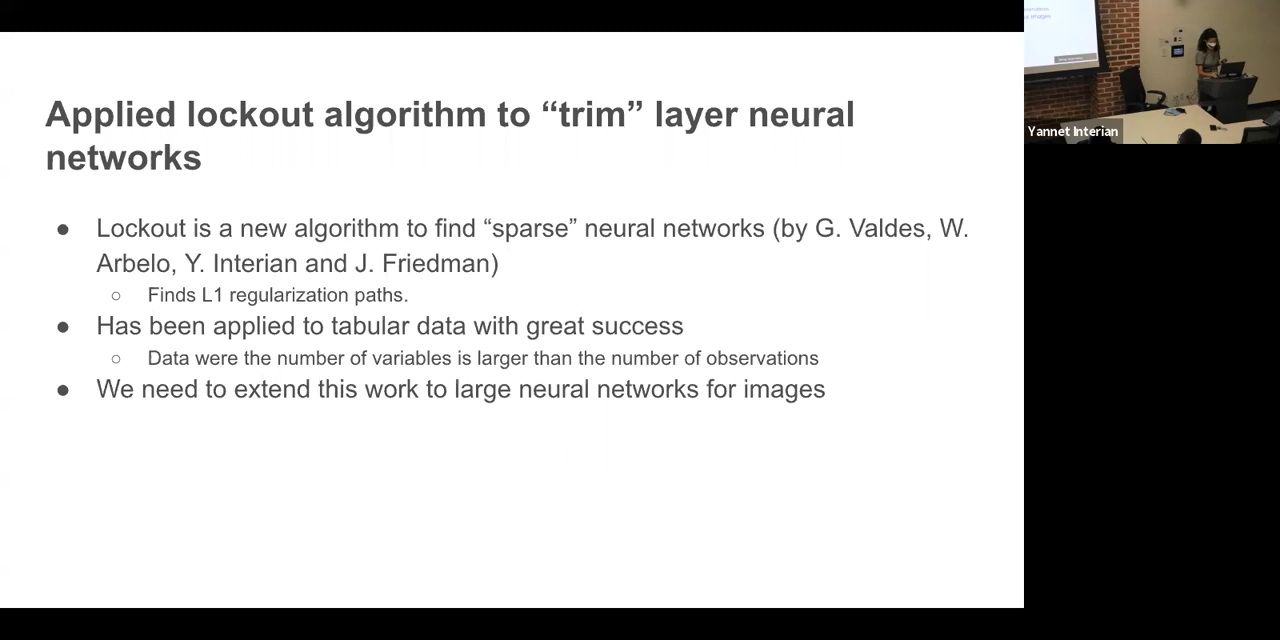 Applied lockout algorithm to “trim” layer neural
networks
● Lockout is a new algorithm to find “sparse” neural networks (by G. Valdes, W.
Arbelo, Y. Interian and J. Friedman)
○ Finds L1 regularization paths.
● Has been applied to tabular data with great success
○ Data were the number of variables is larger than the number of observations
● We need to extend this work to large neural networks for images
images
Yannet Interian